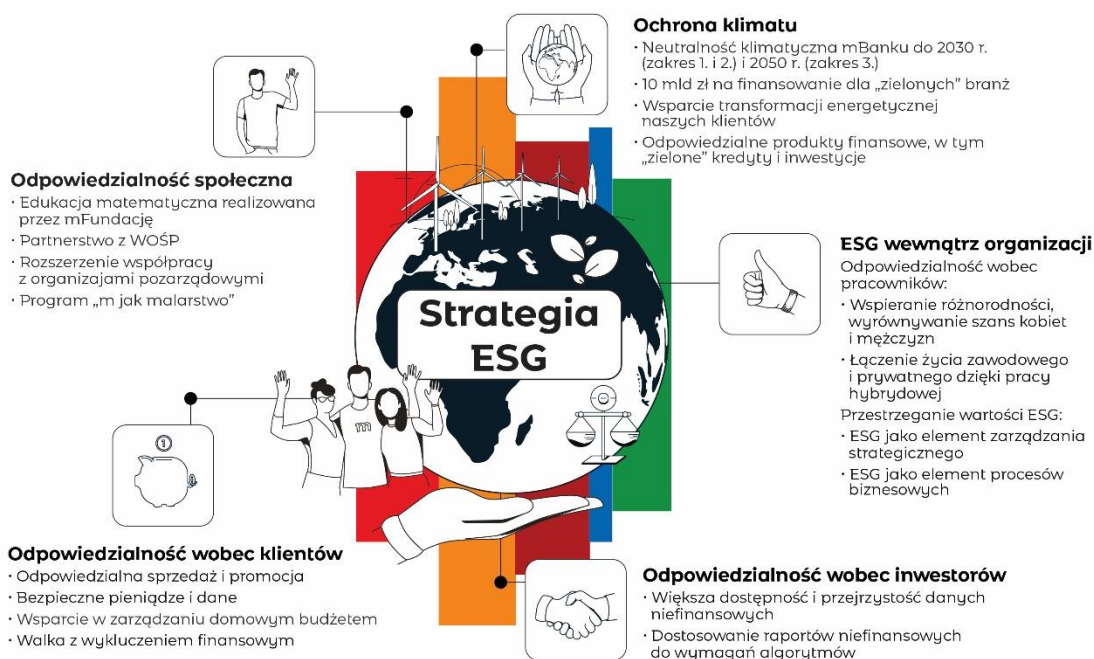 Ochrona klimatu
· Neutralność klimatyczna mBanku do 2030 r.
(zakres 1. i 2.) i 2050 r. (zakres 3.)
· 10 mld zł na finansowanie dla „zielonych” branż
· Wsparcie transformacji energetycznej
naszych klientów
· Odpowiedzialne produkty finansowe, w tym
„zielone” kredyty i inwestycje
Odpowiedzialność społeczna
· Edukacja matematyczna realizowana
przez mFundację
· Partnerstwo z WOŚP
· Rozszerzenie współpracy
z organizajami pozarządowymi
· Program „m jak malarstwo”
ESG wewnątrz organizacji
Odpowiedzialność wobec
pracowników:
· Wspieranie różnorodności,
wyrównywanie szans kobiet
i mężczyzn
· Łączenie życia zawodowego
i prywatnego dzięki pracy
hybrydowej
Przestrzeganie wartości ESG:
· ESG jako element zarządzania
strategicznego
· ESG jako element procesów
biznesowych
Strategia
ESG
m
1
Odpowiedzialność wobec klientów
· Odpowiedzialna sprzedaż i promocja
· Bezpieczne pieniądze i dane
· Wsparcie w zarządzaniu domowym budżetem
· Walka z wykluczeniem finansowym
Odpowiedzialność wobec inwestorów
· Większa dostępność i przejrzystość danych
niefinansowych
· Dostosowanie raportów niefinansowych
do wymagań algorytmów